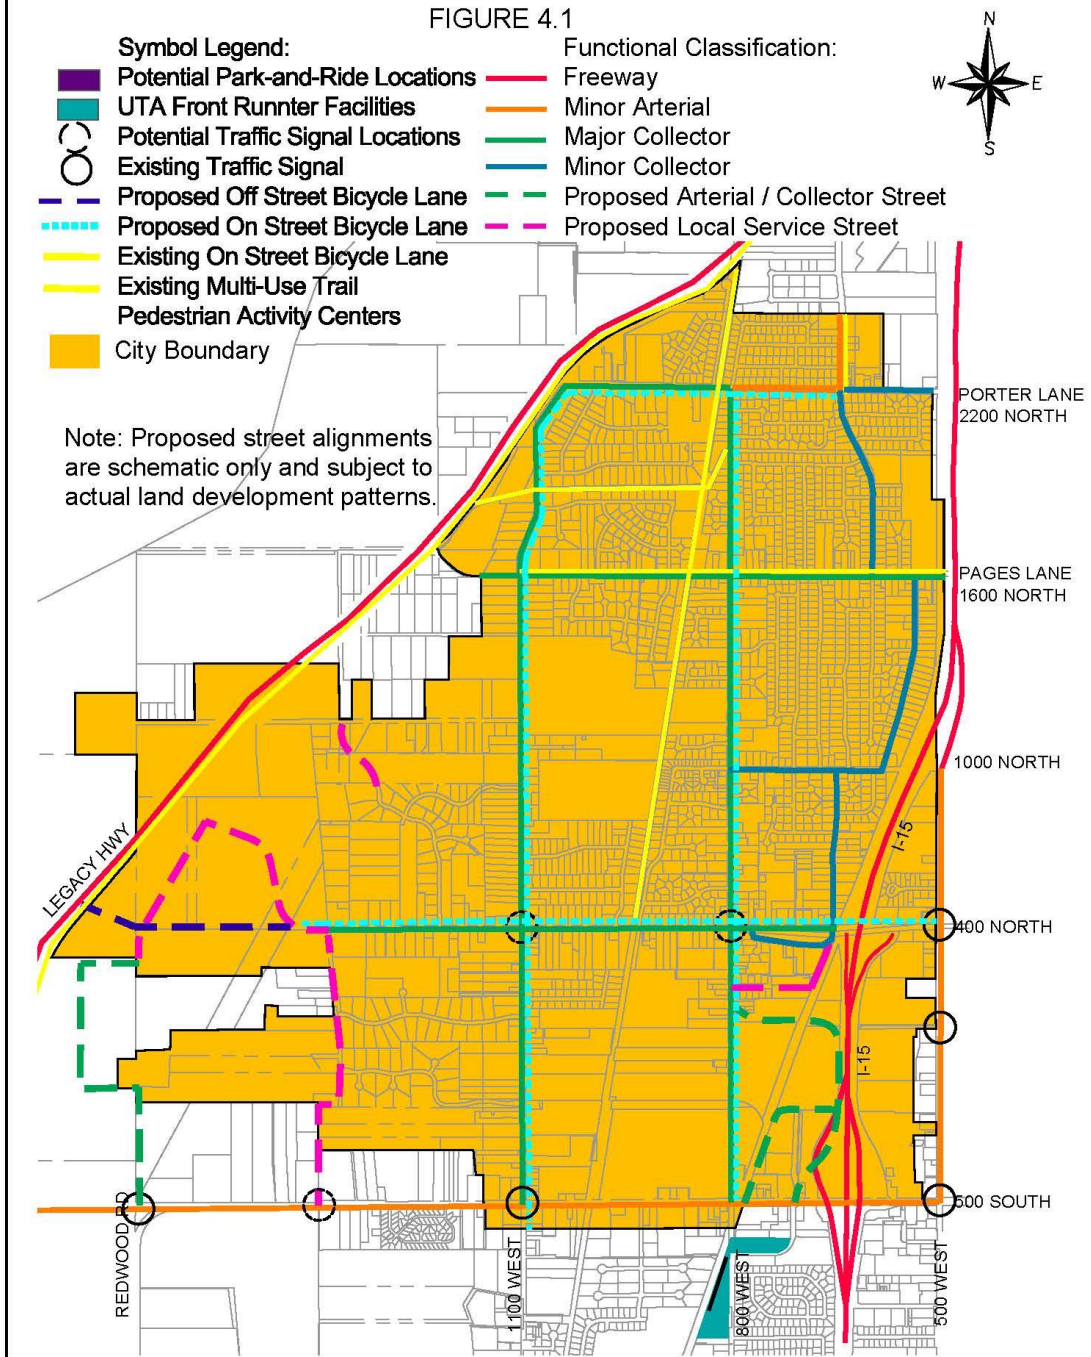 FIGURE 4.1
N
W E
S
Symbol Legend:
Potential Park-and-Ride Locations
UTA Front Runnter Facilities
Potential Traffic Signal Locations
Existing Traffic Signal
Proposed Off Street Bicycle Lane
Proposed On Street Bicycle Lane
Existing On Street Bicycle Lane
Existing Multi-Use Trail
Pedestrian Activity Centers
City Boundary
Functional Classification:
Freeway
Minor Arterial
Major Collector
Minor Collector
Proposed Arterial / Collector Street
Proposed Local Service Street
Note: Proposed street alignments
are schematic only and subject to
actual land development patterns.
PORTER LANE
2200 NORTH
PAGES LANE
1600 NORTH
1000 NORTH
I-15
LEGACY HWY
400 NORTH
I-15
500 SOUTH
REDWOOD RD
1100 WEST
800 WEST
500 WEST